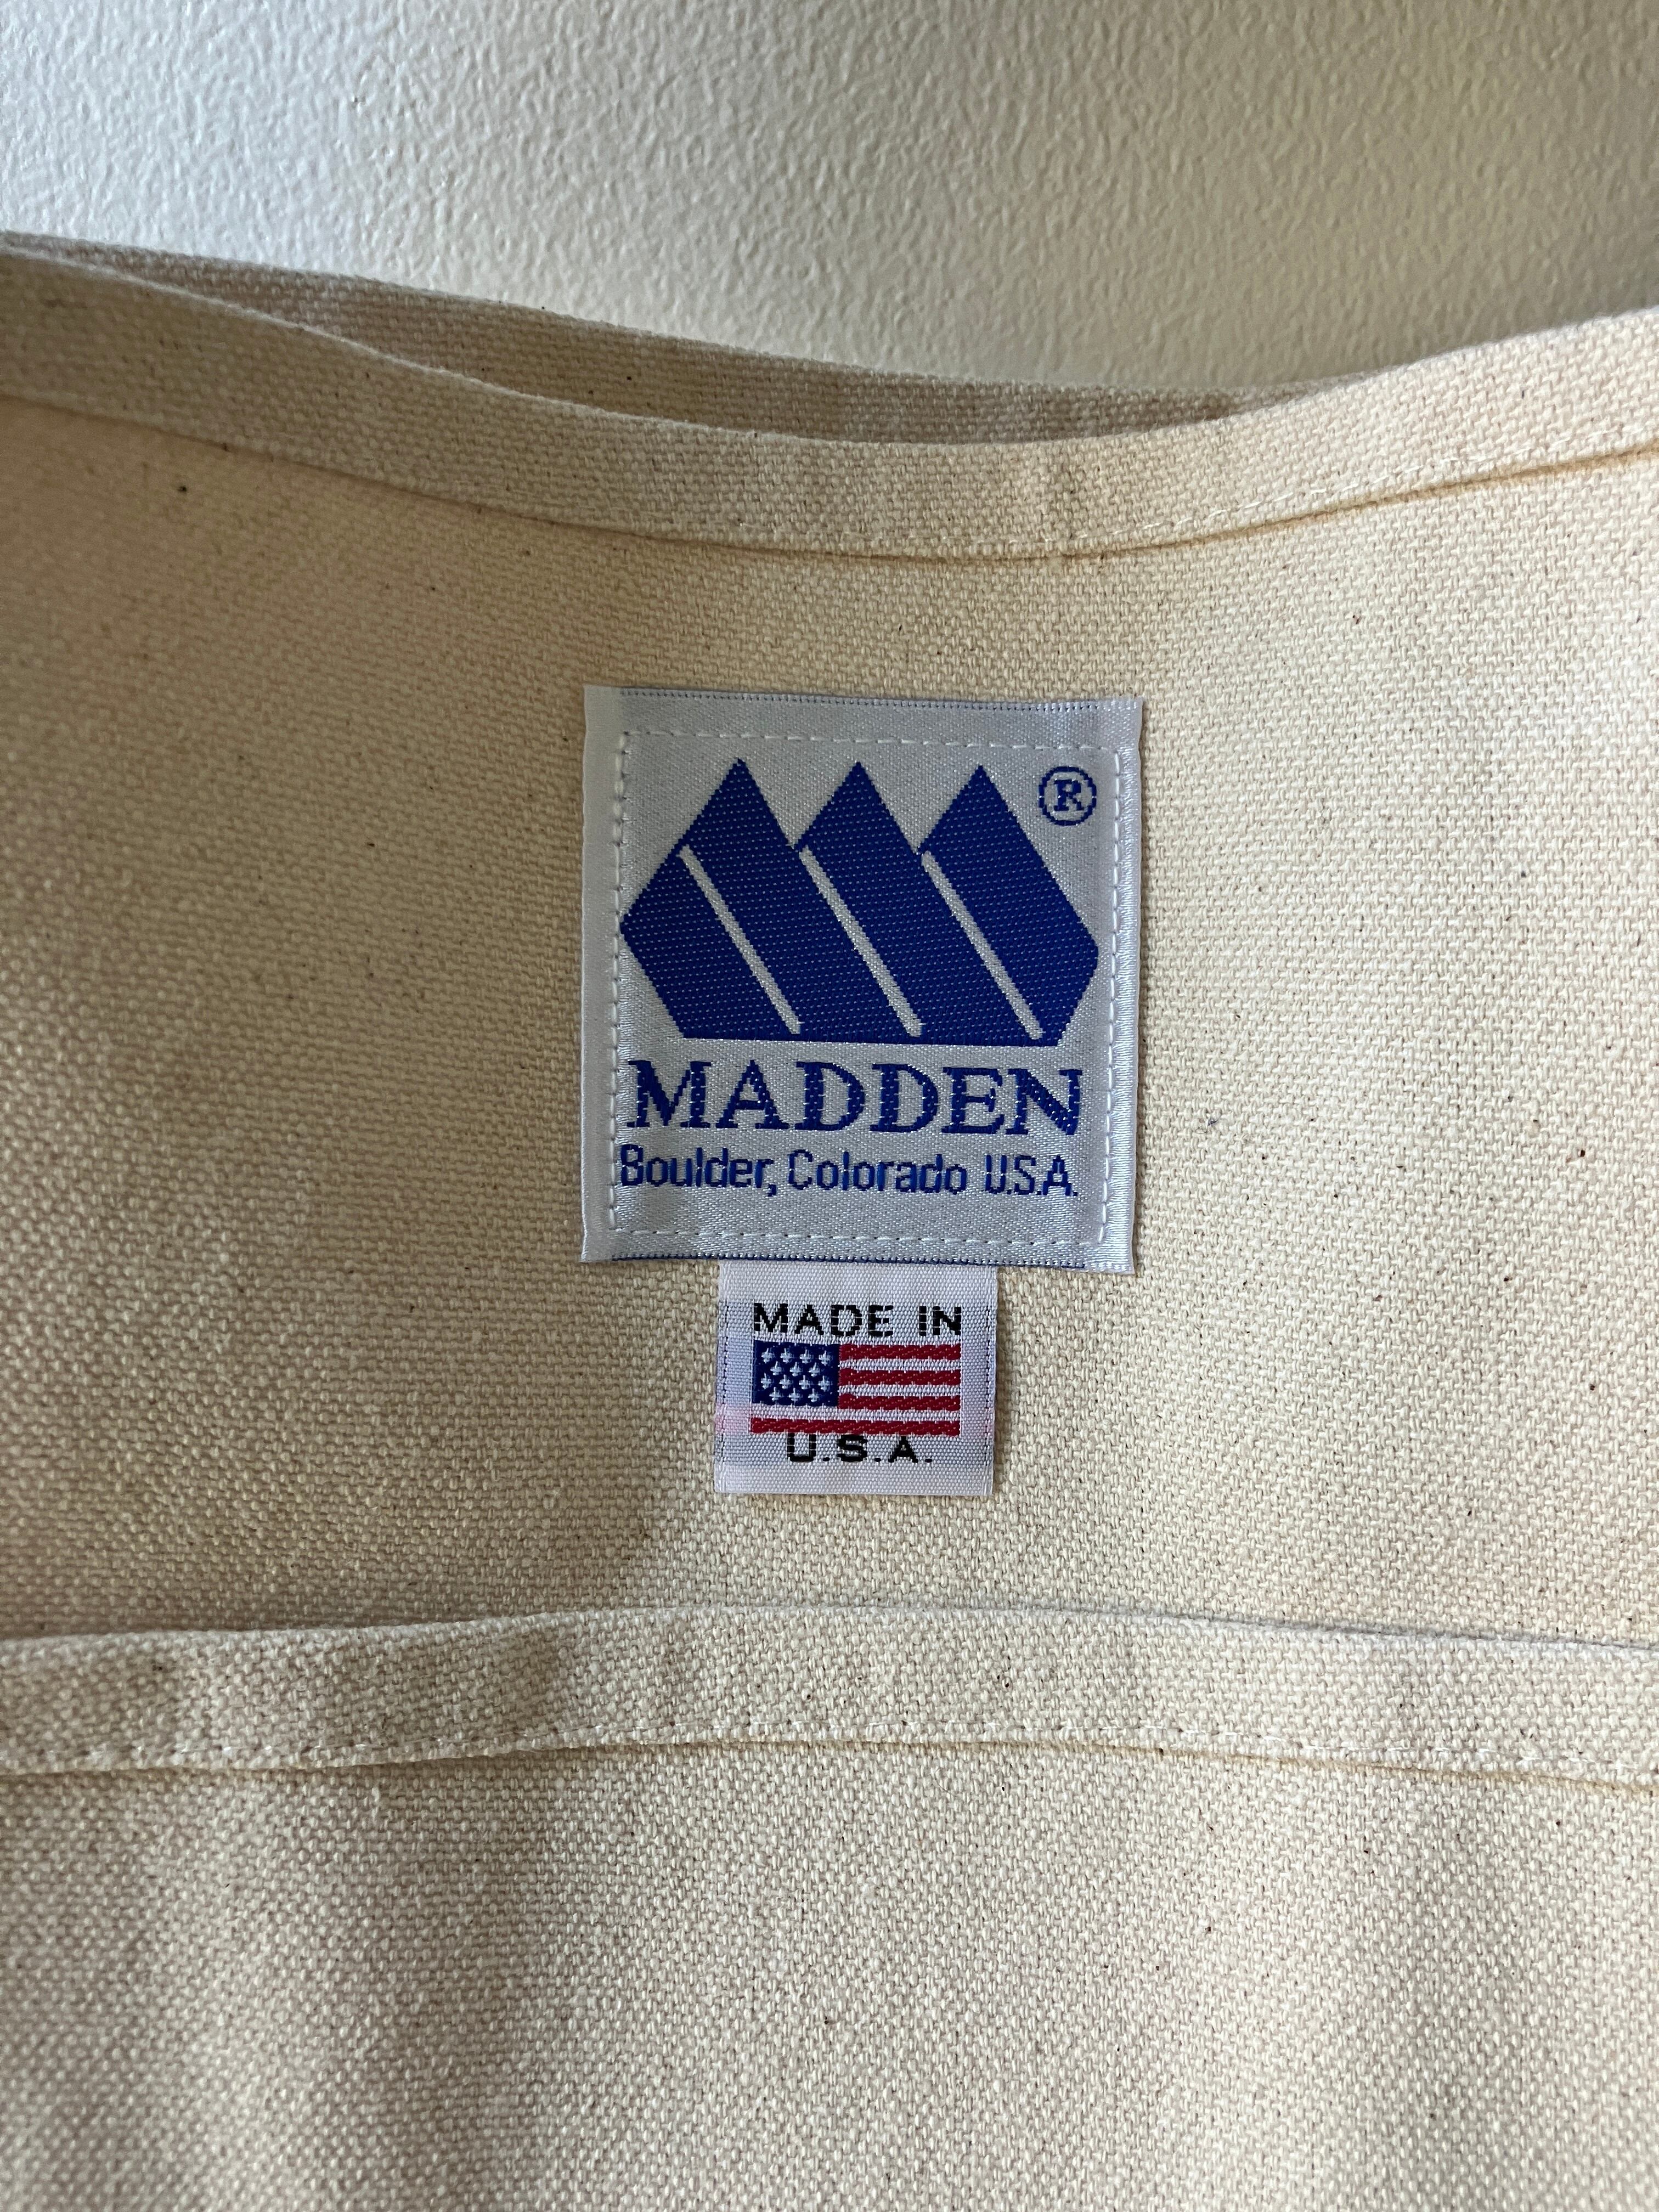 ®
MADDEN
Boulder, Colorado U.S.A.
MADE IN
U.S.A.